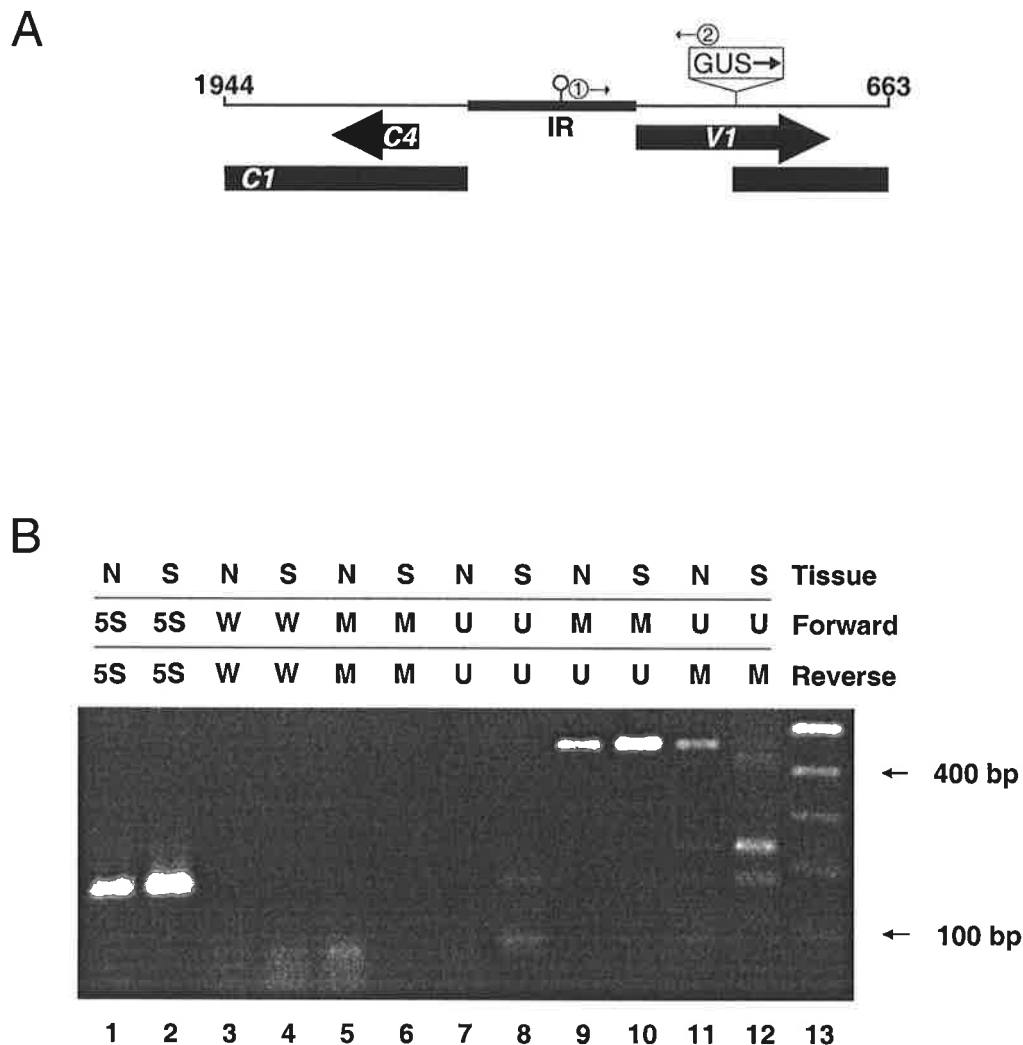 A
←②
GUS→
1944
①→
663
IR
C4
V1
C1
B
N S N S N S N S N S N S Tissue
5S 5S W W M M U U M M U U Forward
5S 5S W W M M U U U U M M Reverse
← 400 bp
← 100 bp
1 2 3 4 5 6 7 8 9 10 11 12 13